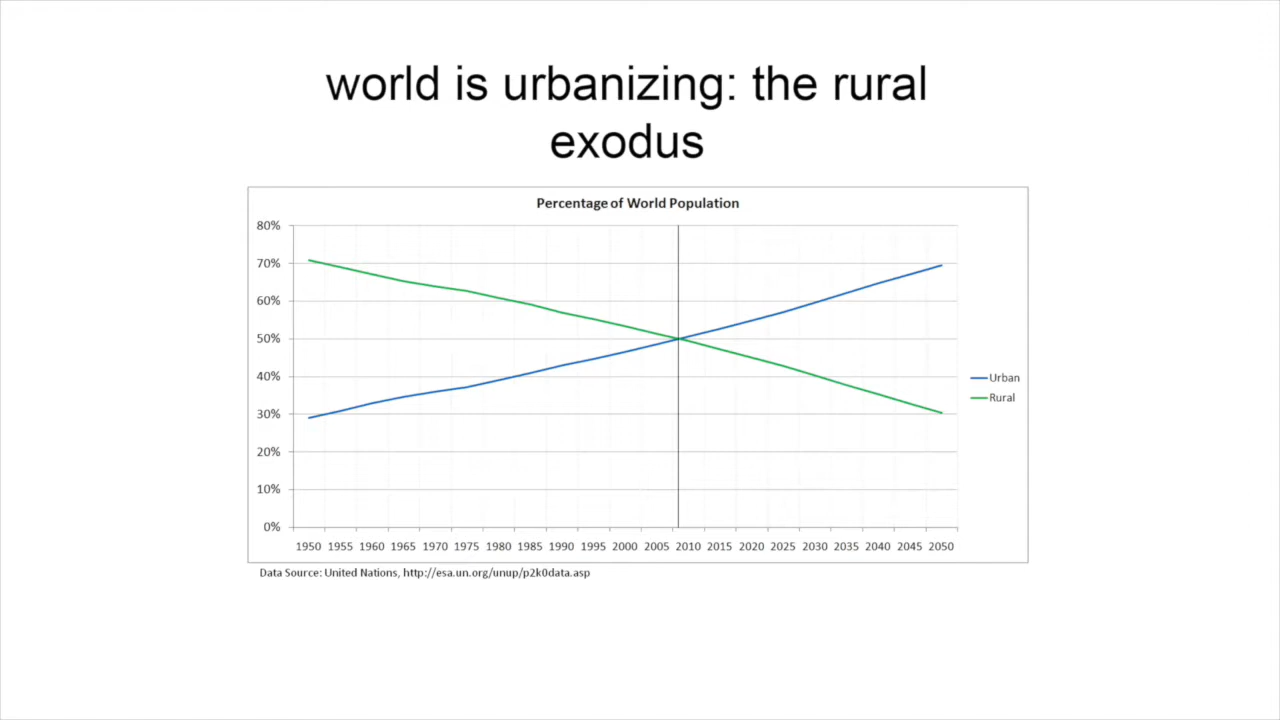 world is urbanizing: the rural
exodus
Percentage of World Population
80%
70%
60%
50%
40%
30%
20%
10%
0%
1950 1955 1960 1965 1970 1975 1980 1985 1990 1995 2000 2005 2010 2015 2020 2025 2030 2035 2040 2045 2050
Urban
Rural
Data Source: United Nations, http://esa.un.org/unup/p2k0data.asp